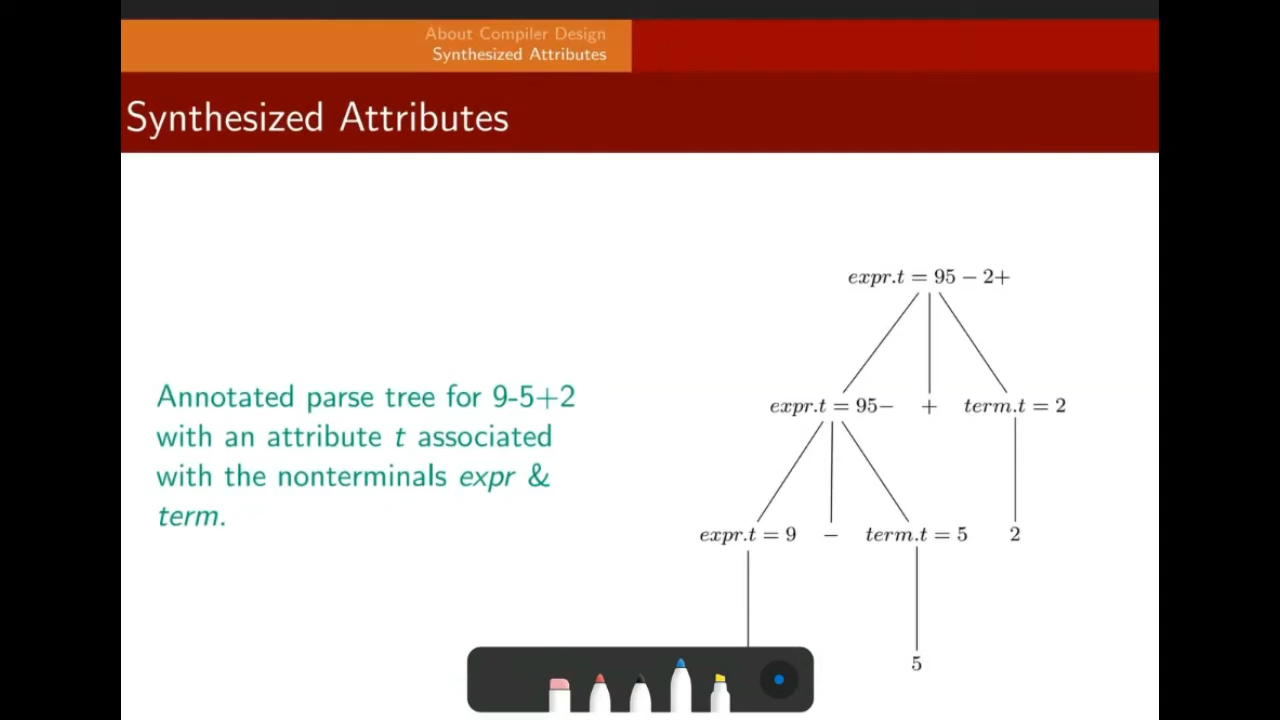 About Compiler Design
Synthesized Attributes
Synthesized Attributes
expr.t = 95 − 2+
Annotated parse tree for 9-5+2
with an attribute t associated
with the nonterminals expr &
term.
expr.t = 95− + term.t = 2
expr.t = 9 − term.t = 5 2
5